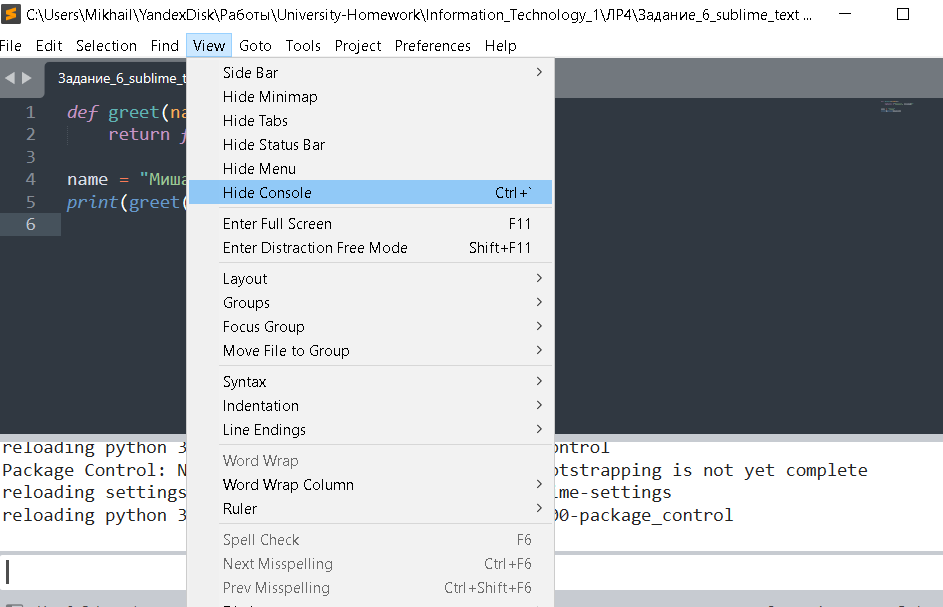 C:\Users\Mikhail\YandexDisk\Работы\University-Homework\Information_Technology_1\ЛР4\Задание_6_sublime_text ...
File Edit Selection Find View Goto Tools Project Preferences Help
Задание_6_sublime_t
Side Bar
Hide Minimap
Hide Tabs
Hide Status Bar
Hide Menu
Hide Console Ctrl+`
Enter Full Screen F11
Enter Distraction Free Mode Shift+F11
Layout
Groups
Focus Group
Move File to Group
Syntax
Indentation
Line Endings
Word Wrap
Word Wrap Column
Ruler
Spell Check F6
Next Misspelling Ctrl+F6
Prev Misspelling Ctrl+Shift+F6
1 def greet(na
2 return f
3
4 name = "Миша
5 print(greet(
6
reloading python 3 ontrol
Package Control: N otstrapping is not yet complete
reloading settings me-settings
reloading python 3 00-package_control